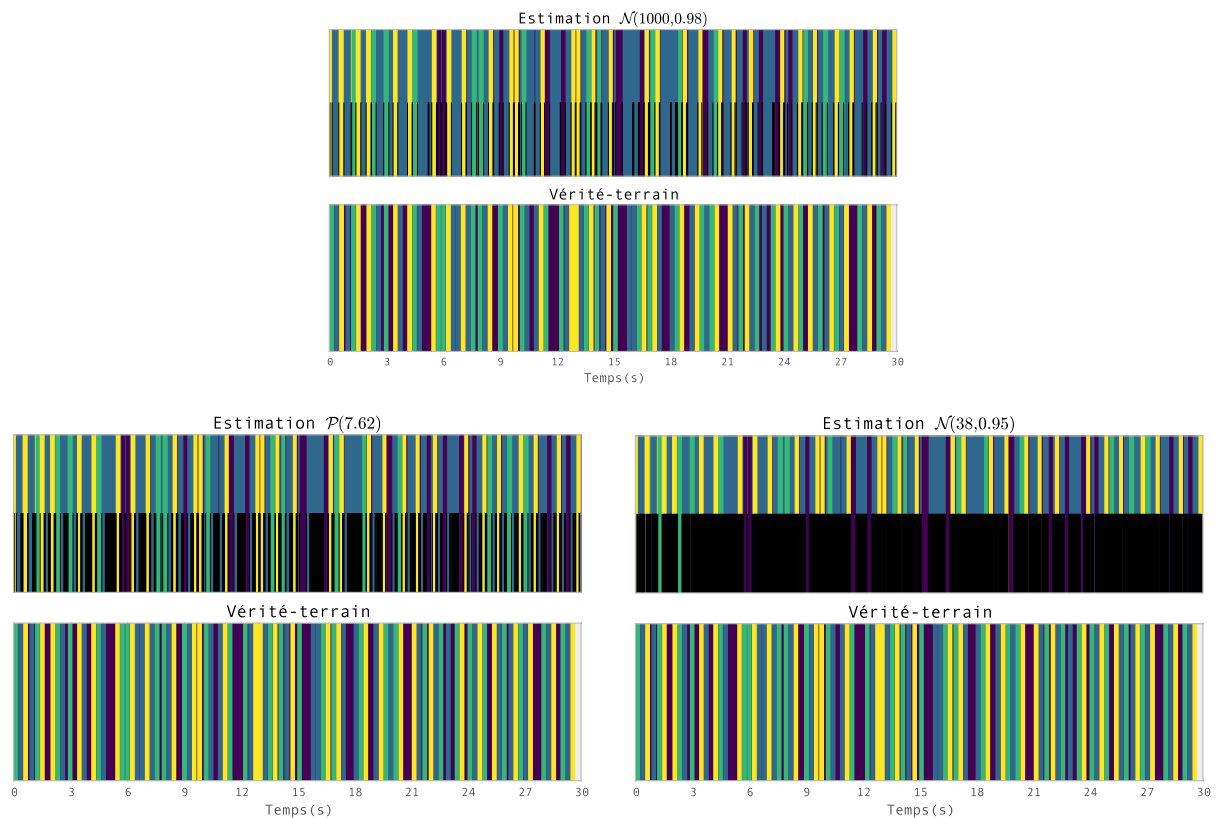 Estimation 𝒩(1000,0.98)
Vérité-terrain
0 3 6 9 12 15 18 21 24 27 30
Temps(s)
Estimation 𝒫(7.62)
Estimation 𝒩(38,0.95)
Vérité-terrain
Vérité-terrain
0 3 6 9 12 15 18 21 24 27 30
0 3 6 9 12 15 18 21 24 27 30
Temps(s)
Temps(s)